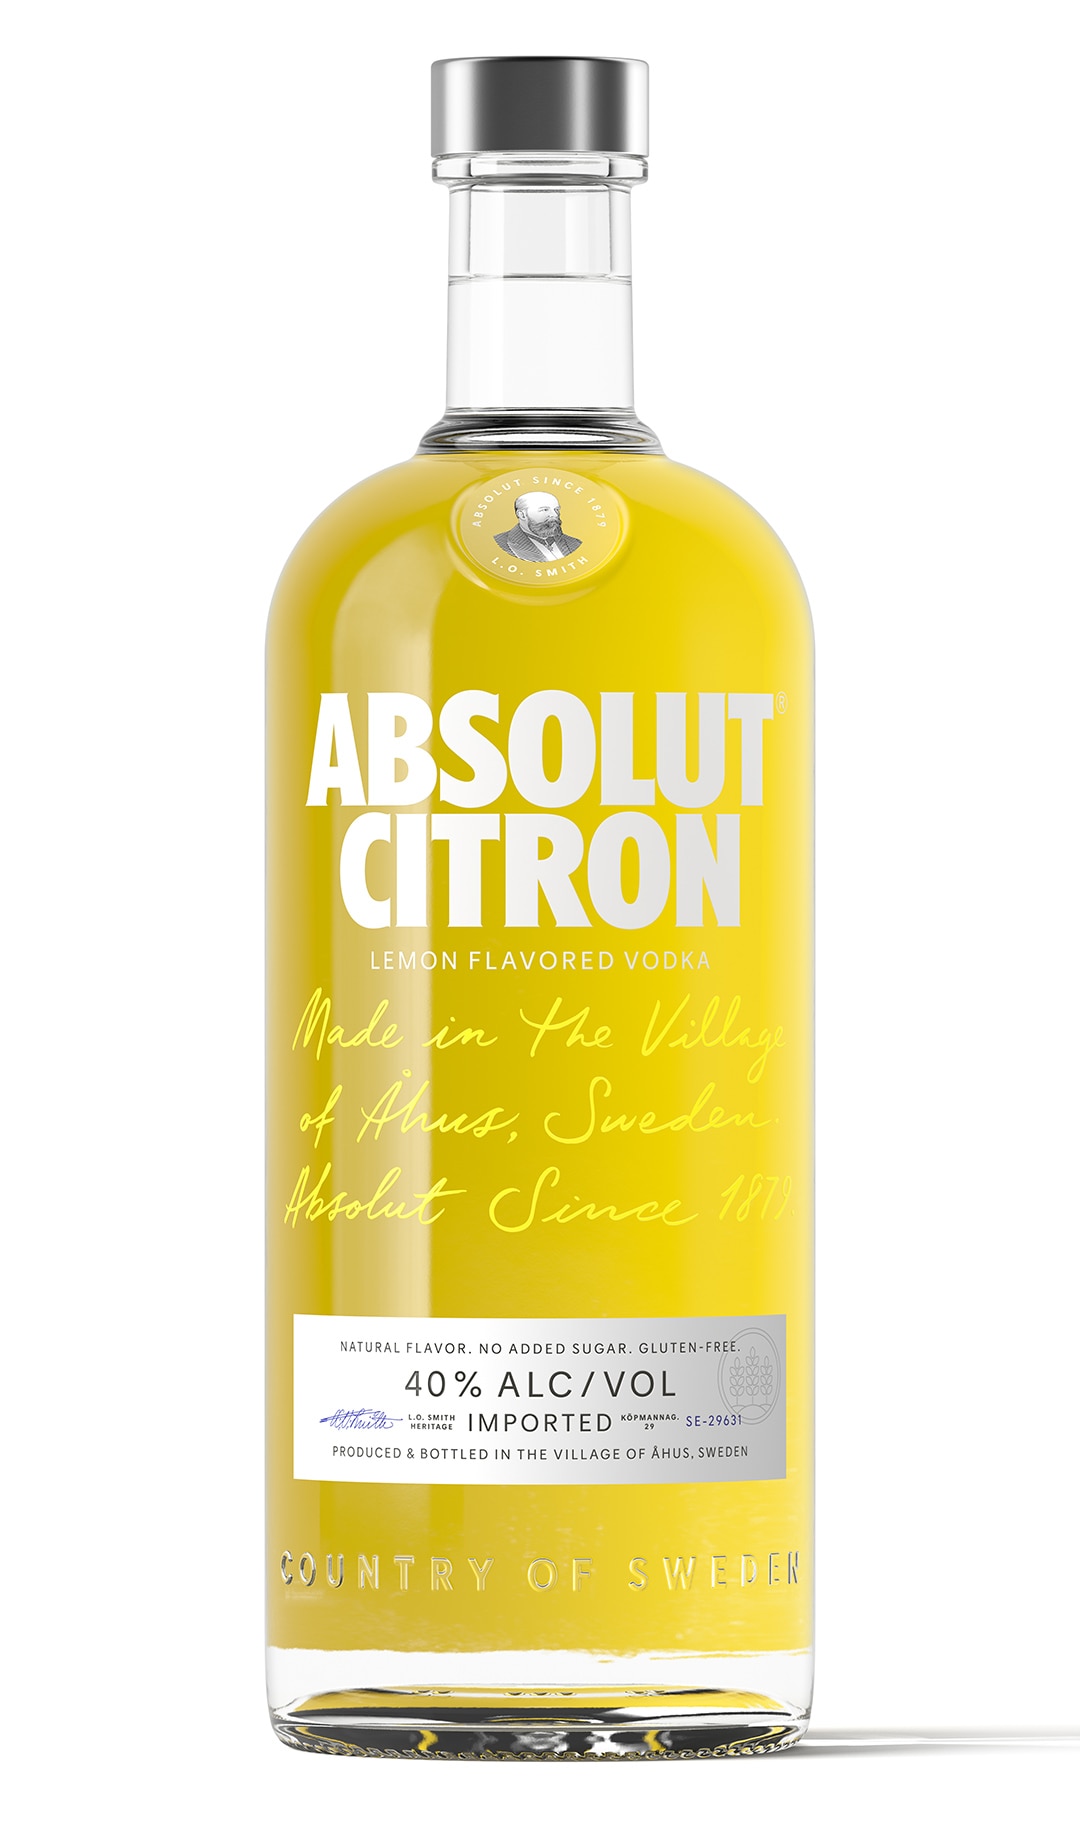 ABSOLUT. SINCE 1879
L.O. SMITH
ABSOLUT®
CITRON
LEMON FLAVORED VODKA
Made in the Village
of Åhus, Sweden.
Absolut Since 1879.
NATURAL FLAVOR. NO ADDED SUGAR. GLUTEN-FREE.
40% ALC/VOL
L.O. SMITH HERITAGE IMPORTED KÖPMANNAG. 29 SE-29631
PRODUCED & BOTTLED IN THE VILLAGE OF ÅHUS, SWEDEN
COUNTRY OF SWEDEN